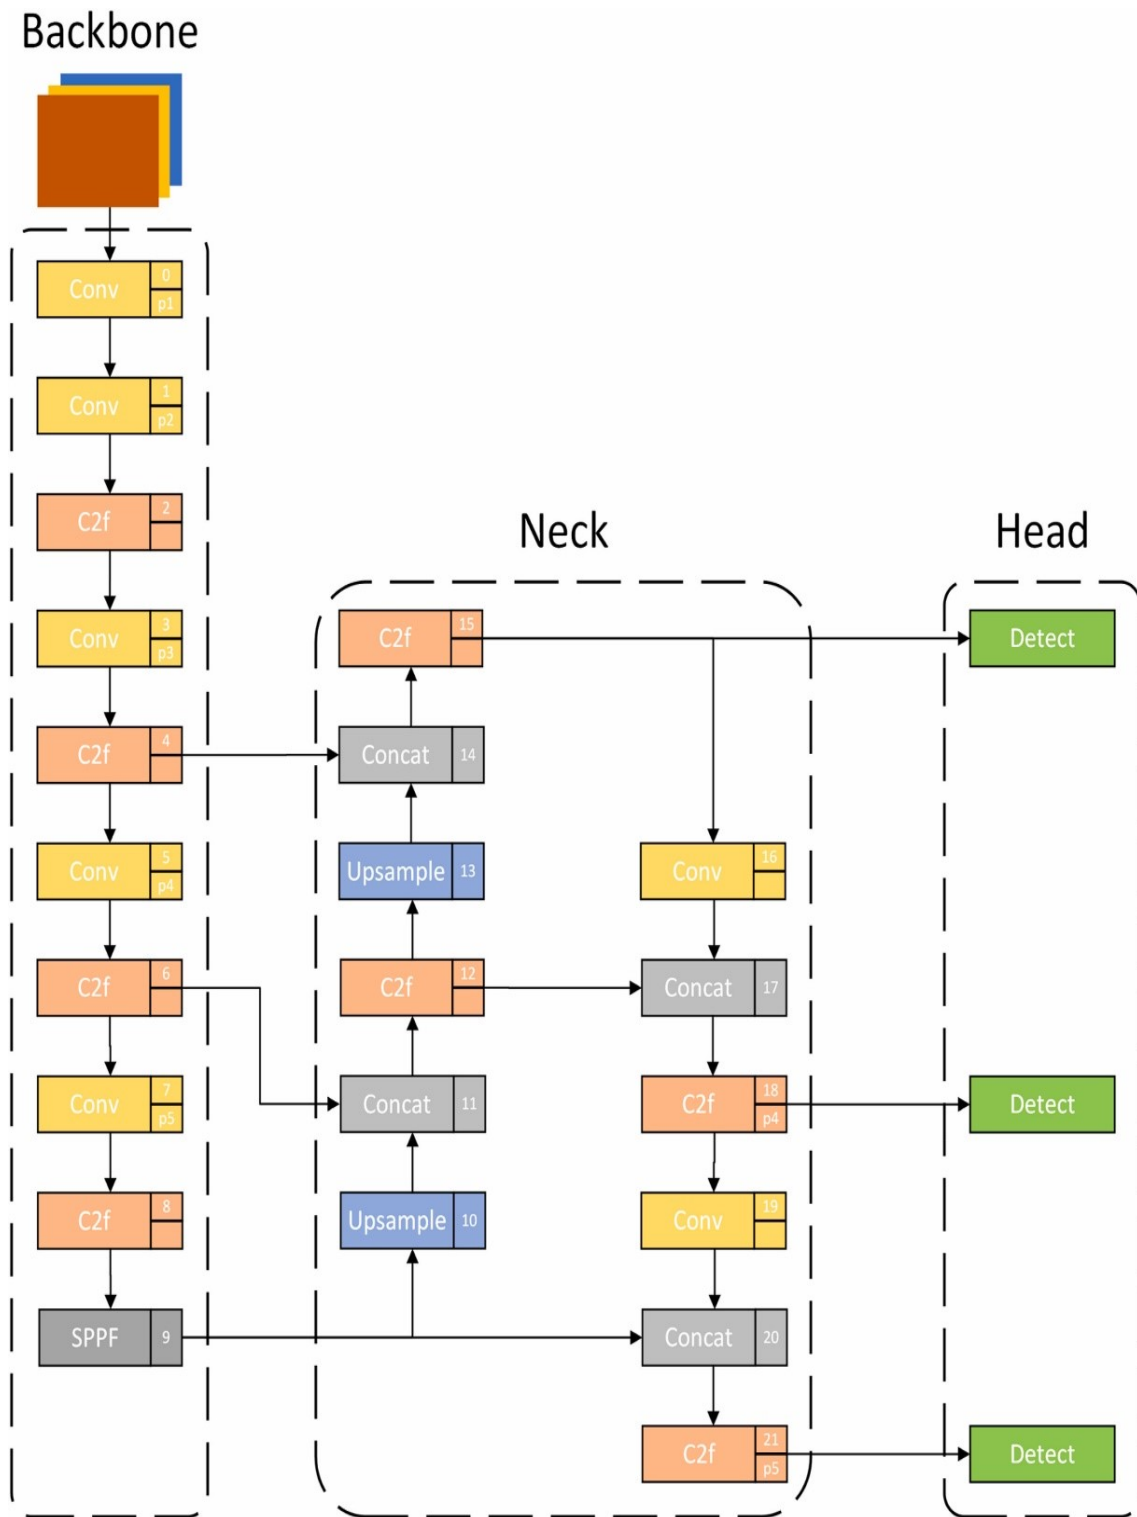 Backbone
Conv 0 p1
Conv 1 p2
C2f 2
Conv 3 p3
C2f 4
Conv 5 p4
C2f 6
Conv 7 p5
C2f 8
SPPF 9
Neck
C2f 15
Concat 14
Upsample 13
C2f 12
Concat 11
Upsample 10
Conv 16
Concat 17
C2f 18 p4
Conv 19
Concat 20
C2f 21 p5
Head
Detect
Detect
Detect